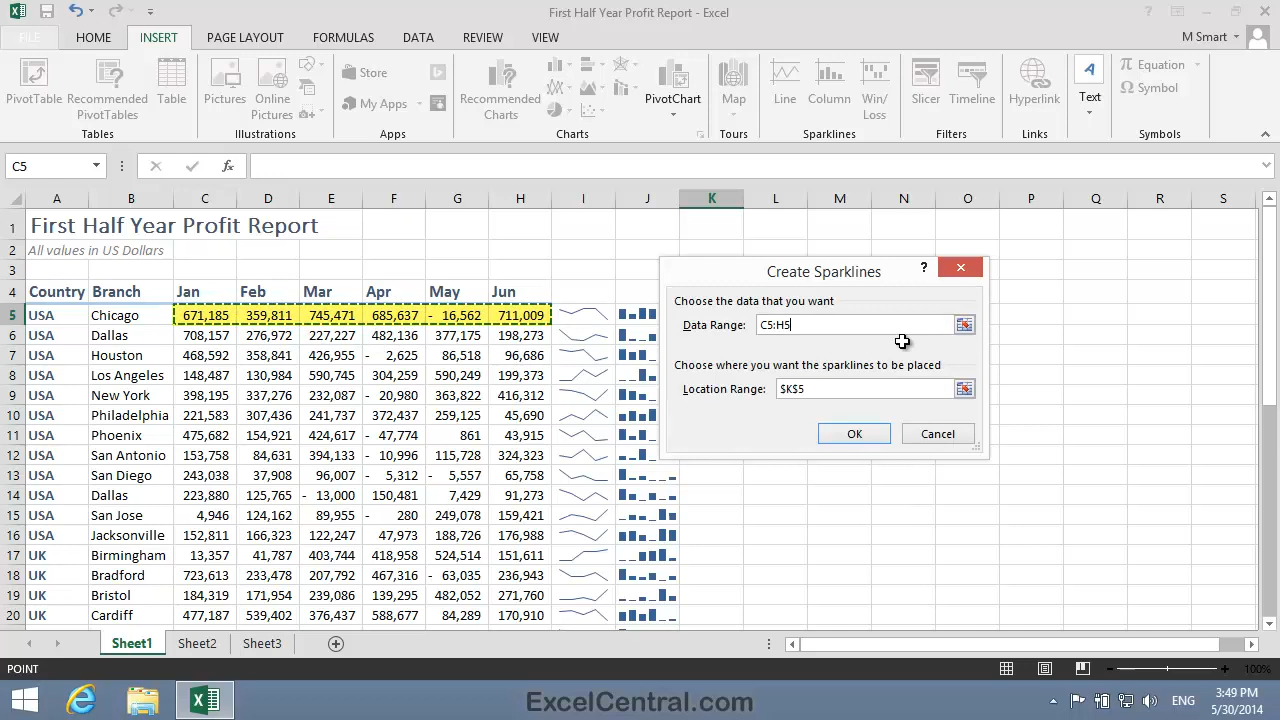 First Half Year Profit Report - Excel
FILE HOME INSERT PAGE LAYOUT FORMULAS DATA REVIEW VIEW M Smart
PivotTable Recommended PivotTables Table Pictures Online Pictures Store My Apps Recommended Charts PivotChart Map Line Column Win/Loss Slicer Timeline Hyperlink Text Equation Symbol
Tables Illustrations Apps Charts Tours Sparklines Filters Links Symbols
C5 fx
A B C D E F G H I J K L M N O P Q R S
1 First Half Year Profit Report
2 All values in US Dollars
3
4 Country Branch Jan Feb Mar Apr May Jun
5 USA Chicago 671,185 359,811 745,471 685,637 - 16,562 711,009
6 USA Dallas 708,157 276,972 227,227 482,136 377,175 198,273
7 USA Houston 468,592 358,841 426,955 - 2,625 86,518 96,686
8 USA Los Angeles 148,487 130,984 590,745 304,259 590,249 199,373
9 USA New York 398,195 337,276 232,087 - 20,980 363,822 416,312
10 USA Philadelphia 221,583 307,436 241,737 372,437 259,125 45,690
11 USA Phoenix 475,682 154,921 424,617 - 47,774 861 43,915
12 USA San Antonio 153,758 84,631 394,133 - 10,996 115,728 324,323
13 USA San Diego 243,038 37,908 96,007 - 5,312 - 5,557 65,758
14 USA Dallas 223,880 125,765 - 13,000 150,481 7,429 91,273
15 USA San Jose 4,946 124,162 89,955 - 280 249,078 159,421
16 USA Jacksonville 152,811 166,323 122,247 47,973 188,726 176,988
17 UK Birmingham 13,357 41,787 403,744 418,958 524,514 151,611
18 UK Bradford 723,613 233,478 207,792 467,316 - 63,035 236,943
19 UK Bristol 184,319 171,954 239,086 139,295 482,052 271,760
20 UK Cardiff 477,187 539,402 376,437 588,677 84,289 170,910
Create Sparklines ?
Choose the data that you want
Data Range: C5:H5
Choose where you want the sparklines to be placed
Location Range: $K$5
OK Cancel
Sheet1 Sheet2 Sheet3
POINT 100%
ExcelCentral.com ENG 3:49 PM
5/30/2014